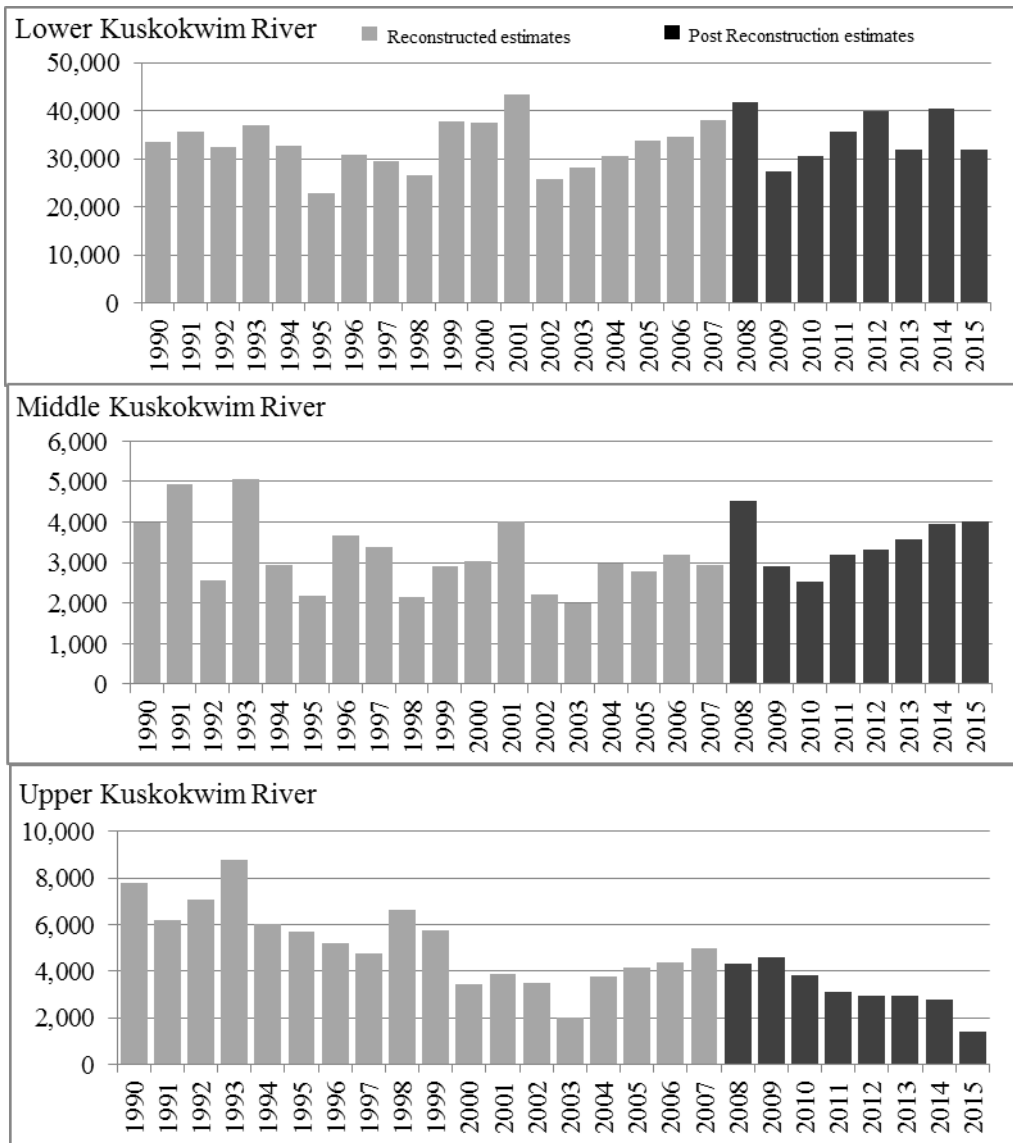 Lower Kuskokwim River
Reconstructed estimates Post Reconstruction estimates
50,000
40,000
30,000
20,000
10,000
0
1990 1991 1992 1993 1994 1995 1996 1997 1998 1999 2000 2001 2002 2003 2004 2005 2006 2007 2008 2009 2010 2011 2012 2013 2014 2015
Middle Kuskokwim River
6,000
5,000
4,000
3,000
2,000
1,000
0
1990 1991 1992 1993 1994 1995 1996 1997 1998 1999 2000 2001 2002 2003 2004 2005 2006 2007 2008 2009 2010 2011 2012 2013 2014 2015
Upper Kuskokwim River
10,000
8,000
6,000
4,000
2,000
0
1990 1991 1992 1993 1994 1995 1996 1997 1998 1999 2000 2001 2002 2003 2004 2005 2006 2007 2008 2009 2010 2011 2012 2013 2014 2015